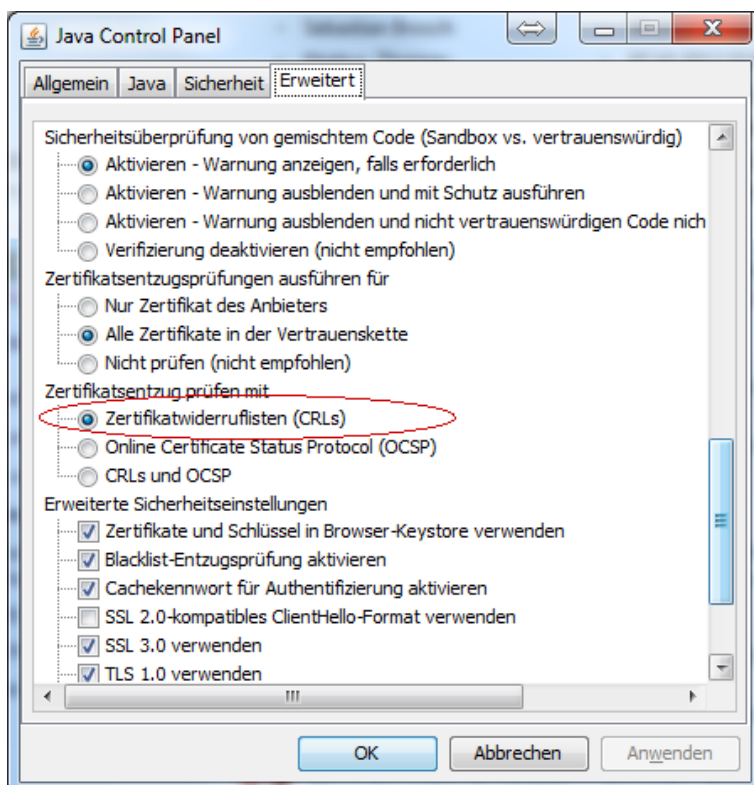 Java Control Panel
Allgemein Java Sicherheit Erweitert
Sicherheitsüberprüfung von gemischtem Code (Sandbox vs. vertrauenswürdig)
Aktivieren - Warnung anzeigen, falls erforderlich
Aktivieren - Warnung ausblenden und mit Schutz ausführen
Aktivieren - Warnung ausblenden und nicht vertrauenswürdigen Code nich
Verifizierung deaktivieren (nicht empfohlen)
Zertifikatsentzugsprüfungen ausführen für
Nur Zertifikat des Anbieters
Alle Zertifikate in der Vertrauenskette
Nicht prüfen (nicht empfohlen)
Zertifikatsentzug prüfen mit
Zertifikatwiderruflisten (CRLs)
Online Certificate Status Protocol (OCSP)
CRLs und OCSP
Erweiterte Sicherheitseinstellungen
Zertifikate und Schlüssel in Browser-Keystore verwenden
Blacklist-Entzugsprüfung aktivieren
Cachekennwort für Authentifizierung aktivieren
SSL 2.0-kompatibles ClientHello-Format verwenden
SSL 3.0 verwenden
TLS 1.0 verwenden
OK Abbrechen Anwenden